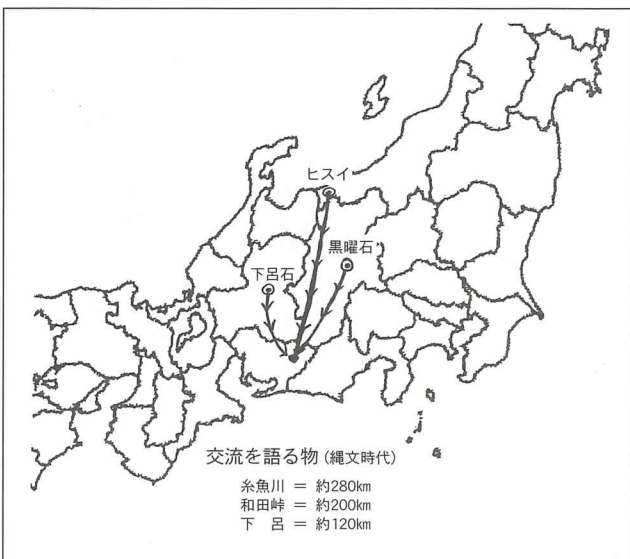 ヒスイ
黒曜石
下呂石
交流を語る物 (縄文時代)
糸魚川 = 約280km
和田峠 = 約200km
下 呂 = 約120km